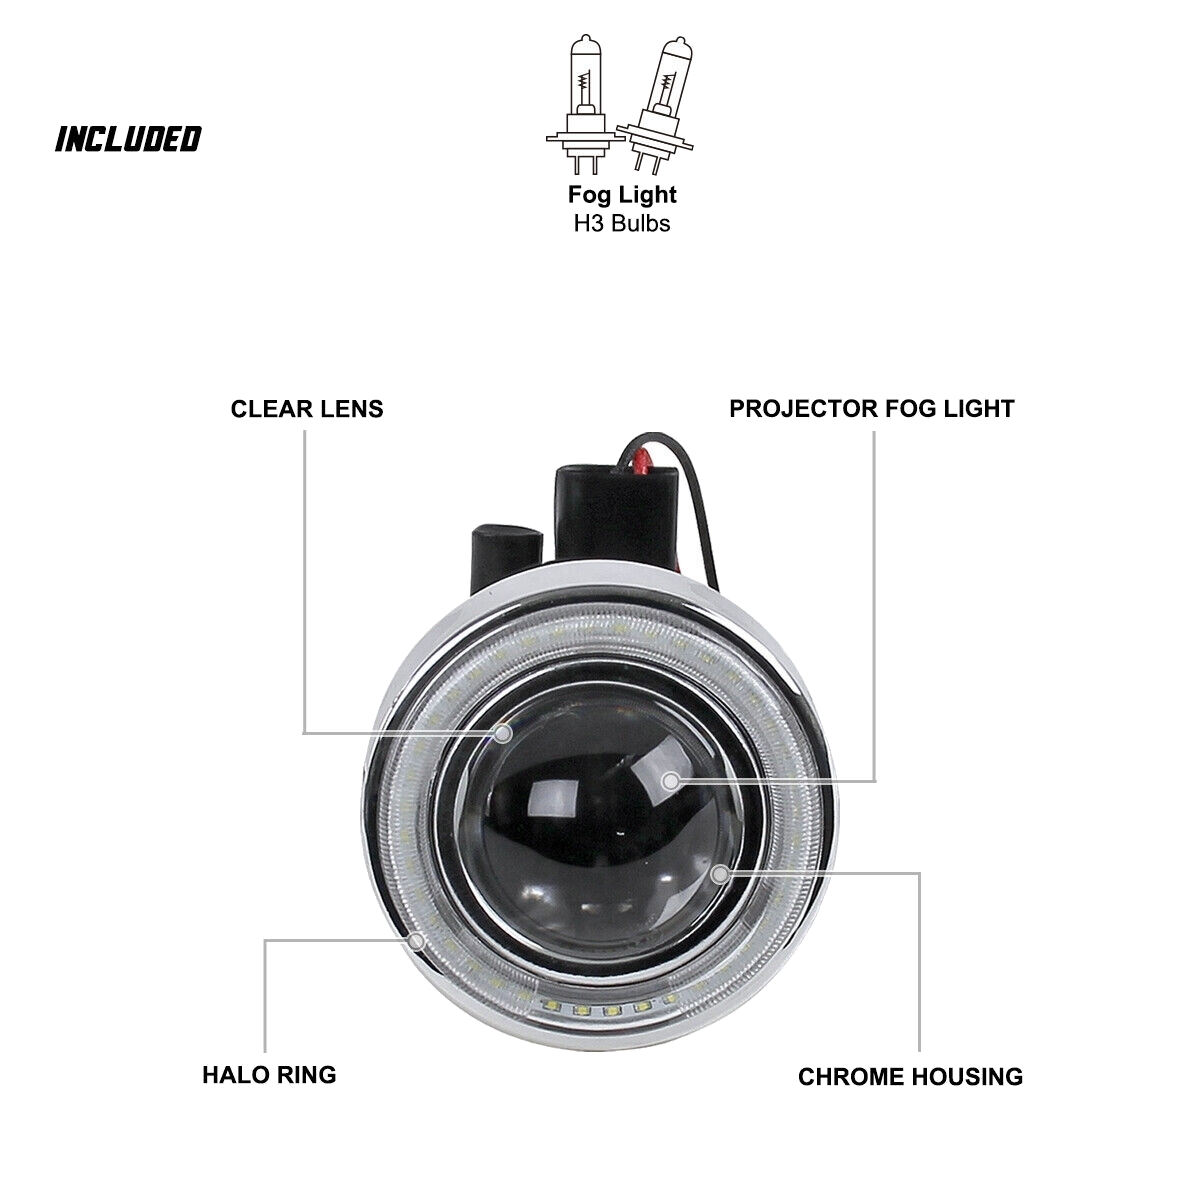 INCLUDED
Fog Light
H3 Bulbs
CLEAR LENS
PROJECTOR FOG LIGHT
HALO RING
CHROME HOUSING